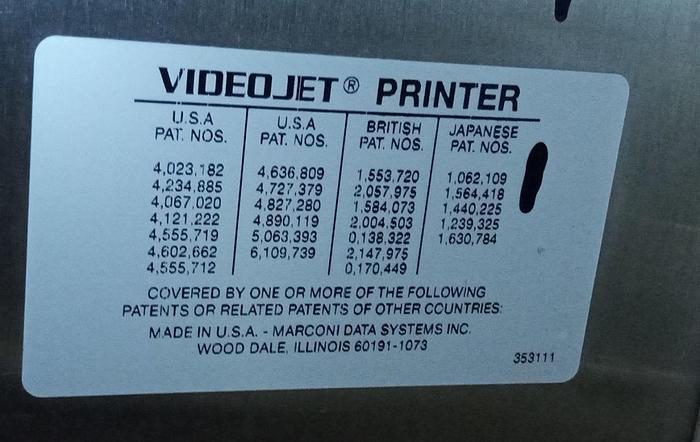 VIDEOJET® PRINTER
U.S.A U.S.A BRITISH JAPANESE
PAT. NOS. PAT. NOS. PAT. NOS. PAT. NOS.
4,023,182 4,636,809 1,553,720 1,062,109
4,234,885 4,727,379 2,057,975 1,564,418
4,067,020 4,827,280 1,584,073 1,440,225
4,121,222 4,890,119 2,004,503 1,239,325
4,555,719 5,063,393 0,138,322 1,630,784
4,602,662 6,109,739 2,147,975
4,555,712 0,170,449
COVERED BY ONE OR MORE OF THE FOLLOWING
PATENTS OR RELATED PATENTS OF OTHER COUNTRIES:
MADE IN U.S.A. - MARCONI DATA SYSTEMS INC.
WOOD DALE, ILLINOIS 60191-1073
353111